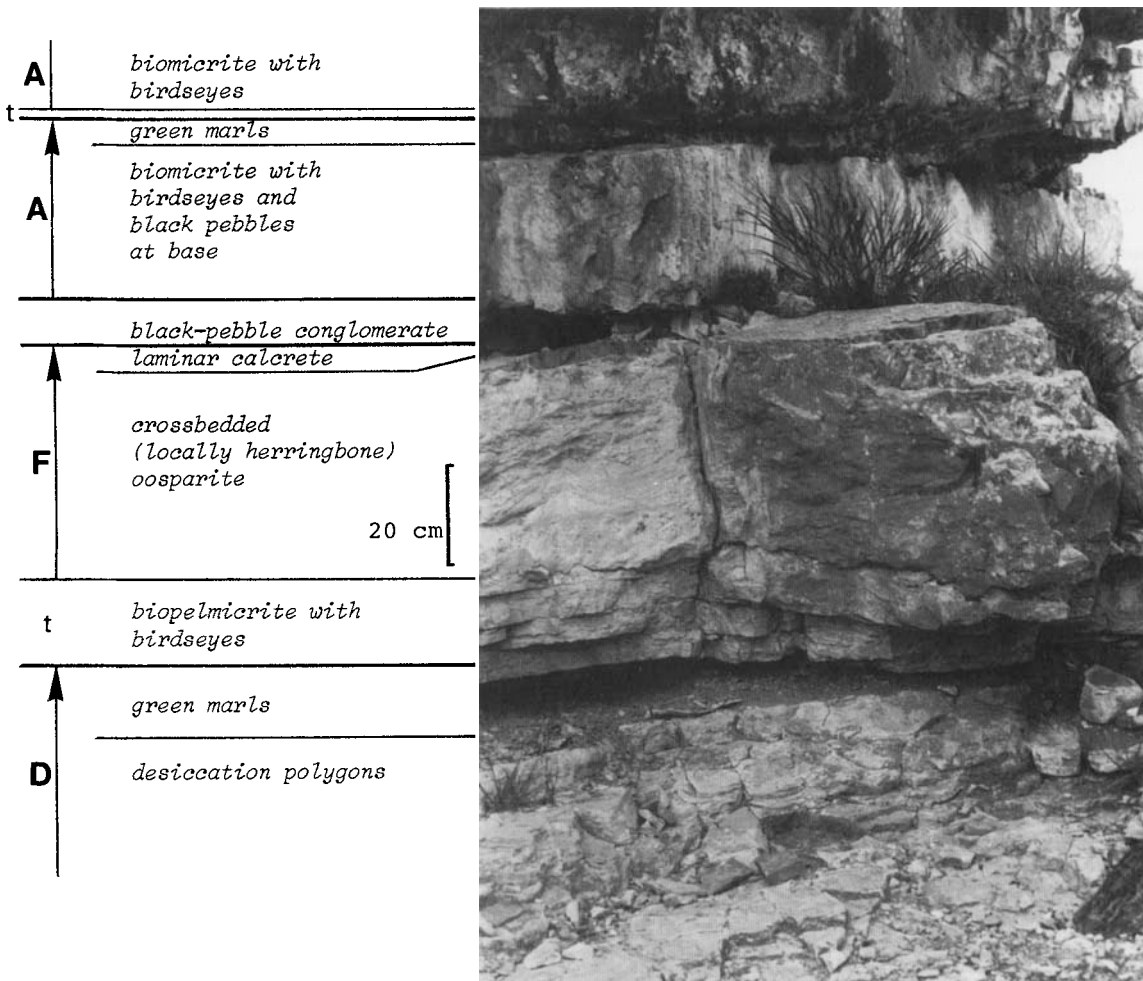 A
biomicrite with
birdseyes
t
green marls
A
biomicrite with
birdseyes and
black pebbles
at base
black-pebble conglomerate
laminar calcrete
F
crossbedded
(locally herringbone)
oosparite
20 cm
t
biopelmicrite with
birdseyes
green marls
D
desiccation polygons